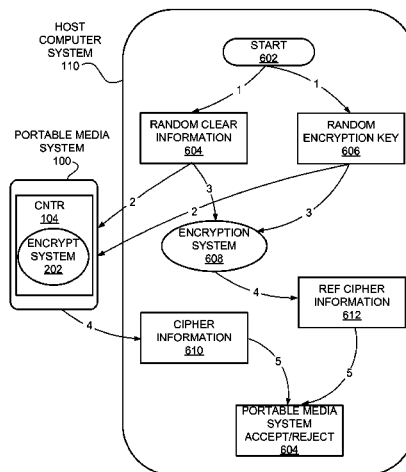 HOST
COMPUTER
SYSTEM
110
START
602
1
1
RANDOM CLEAR
INFORMATION
604
RANDOM
ENCRYPTION KEY
606
PORTABLE MEDIA
SYSTEM
100
2
3
2
3
CNTR
104
ENCRYPT
SYSTEM
202
ENCRYPTION
SYSTEM
608
4
REF CIPHER
INFORMATION
612
4
CIPHER
INFORMATION
610
5
5
PORTABLE MEDIA
SYSTEM
ACCEPT/REJECT
604